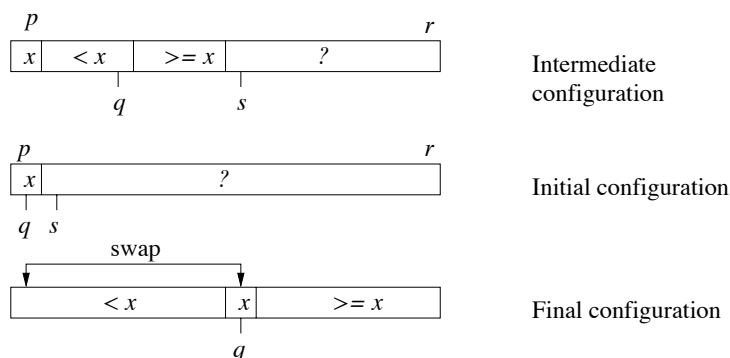 p r
x < x >= x ?
q s
Intermediate
configuration
p r
x ?
q s
Initial configuration
swap
< x x >= x
q
Final configuration